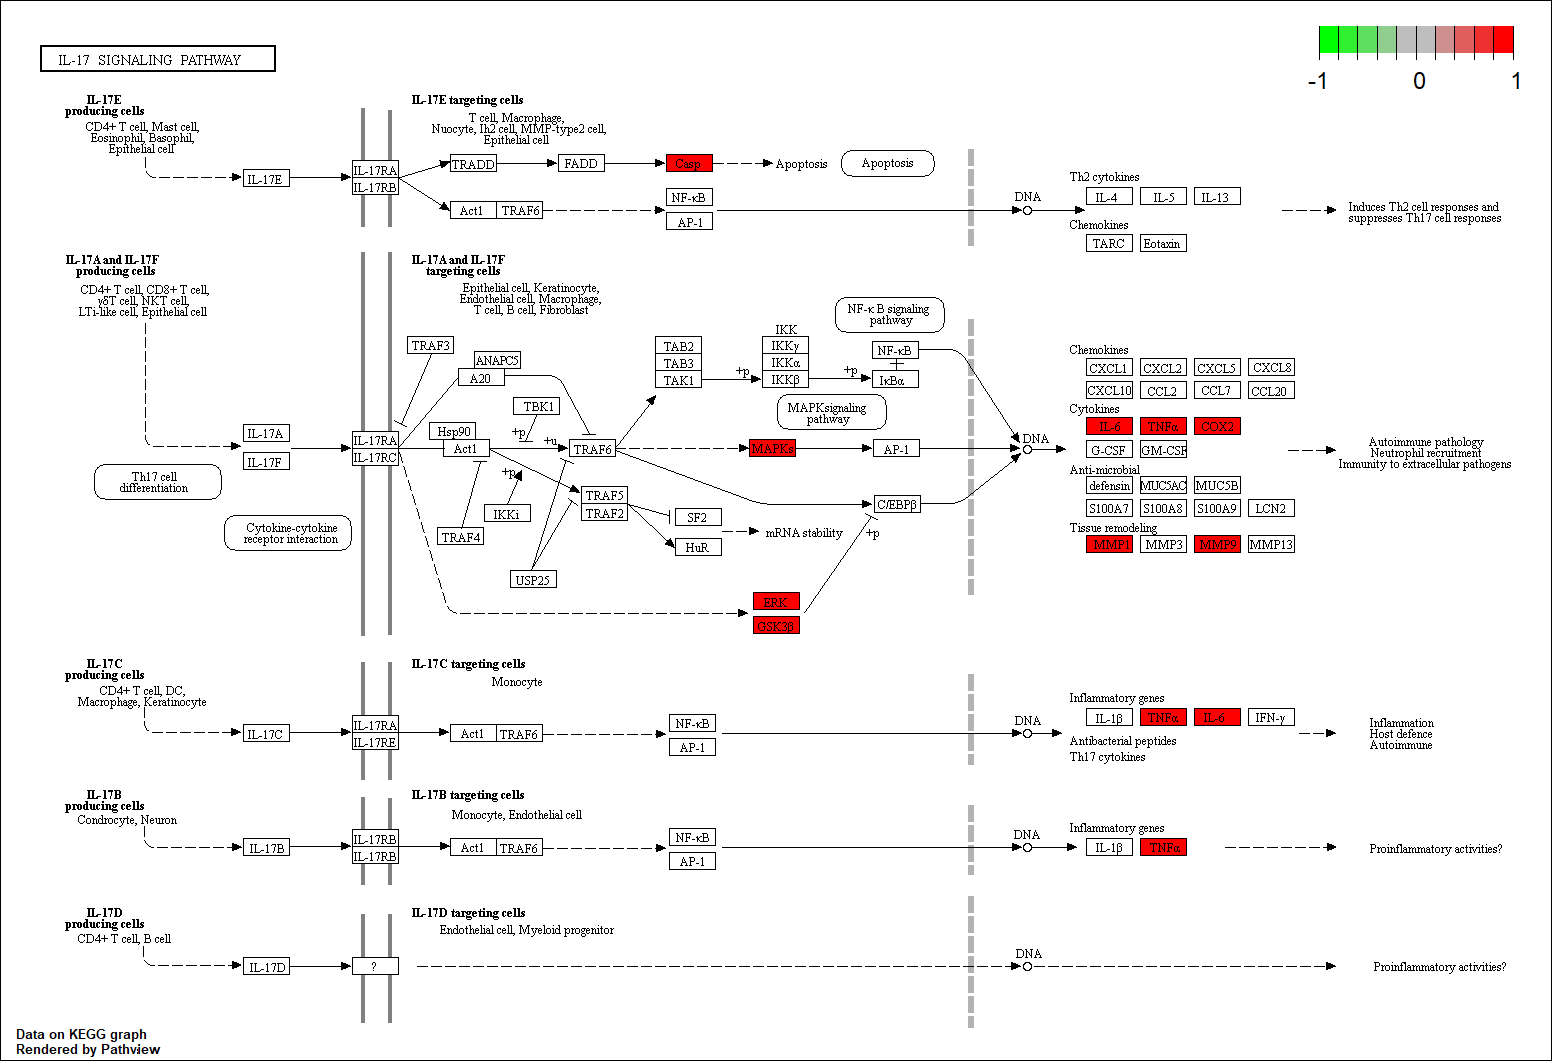 IL-17 SIGNALING PATHWAY
-1 0 1
IL-17E
producing cells
CD4+ T cell, Mast cell,
Eosinophil, Basophil,
Epithelial cell
IL-17E
IL-17RA
IL-17RB
IL-17E targeting cells
T cell, Macrophage,
Nuocyte, Ih2 cell, MMP-type2 cell,
Epithelial cell
TRADD
FADD
Casp
Apoptosis
Apoptosis
Act1
TRAF6
NF-κB
AP-1
DNA
Th2 cytokines
IL-4
IL-5
IL-13
Chemokines
TARC
Eotaxin
Induces Th2 cell responses and
suppresses Th17 cell responses
IL-17A and IL-17F
producing cells
CD4+ T cell, CD8+ T cell,
γδT cell, NKT cell,
LTi-like cell, Epithelial cell
IL-17A
IL-17F
Th17 cell
differentiation
Cytokine-cytokine
receptor interaction
IL-17RA
IL-17RC
IL-17A and IL-17F
targeting cells
Epithelial cell, Keratinocyte,
Endothelial cell, Macrophage,
T cell, B cell, Fibroblast
TRAF3
ANAPC5
A20
TBK1
Hsp90
Act1
+p
+u
TRAF6
+p
IKKi
TRAF4
USP25
TRAF5
TRAF2
SF2
HuR
mRNA stability
TAB2
TAB3
TAK1
+p
IKK
IKKγ
IKKα
IKKβ
+p
NF-κB
IκBα
NF-κ B signaling
pathway
MAPKsignaling
pathway
MAPKs
AP-1
C/EBPβ
+p
ERK
GSK3β
DNA
Chemokines
CXCL1
CXCL2
CXCL5
CXCL8
CXCL10
CCL2
CCL7
CCL20
Cytokines
IL-6
TNFα
COX2
G-CSF
GM-CSF
Anti-microbial
defensin
MUC5AC
MUC5B
S100A7
S100A8
S100A9
LCN2
Tissue remodeling
MMP1
MMP3
MMP9
MMP13
Autoimmune pathology
Neutrophil recruitment
Immunity to extracellular pathogens
IL-17C
producing cells
CD4+ T cell, DC,
Macrophage, Keratinocyte
IL-17C
IL-17RA
IL-17RE
IL-17C targeting cells
Monocyte
Act1
TRAF6
NF-κB
AP-1
DNA
Inflammatory genes
IL-1β
TNFα
IL-6
IFN-γ
Antibacterial peptides
Th17 cytokines
Inflammation
Host defence
Autoimmune
IL-17B
producing cells
Condrocyte, Neuron
IL-17B
IL-17RB
IL-17RB
IL-17B targeting cells
Monocyte, Endothelial cell
Act1
TRAF6
NF-κB
AP-1
DNA
Inflammatory genes
IL-1β
TNFα
Proinflammatory activities?
IL-17D
producing cells
CD4+ T cell, B cell
IL-17D
?
IL-17D targeting cells
Endothelial cell, Myeloid progenitor
DNA
Proinflammatory activities?
Data on KEGG graph
Rendered by Pathview